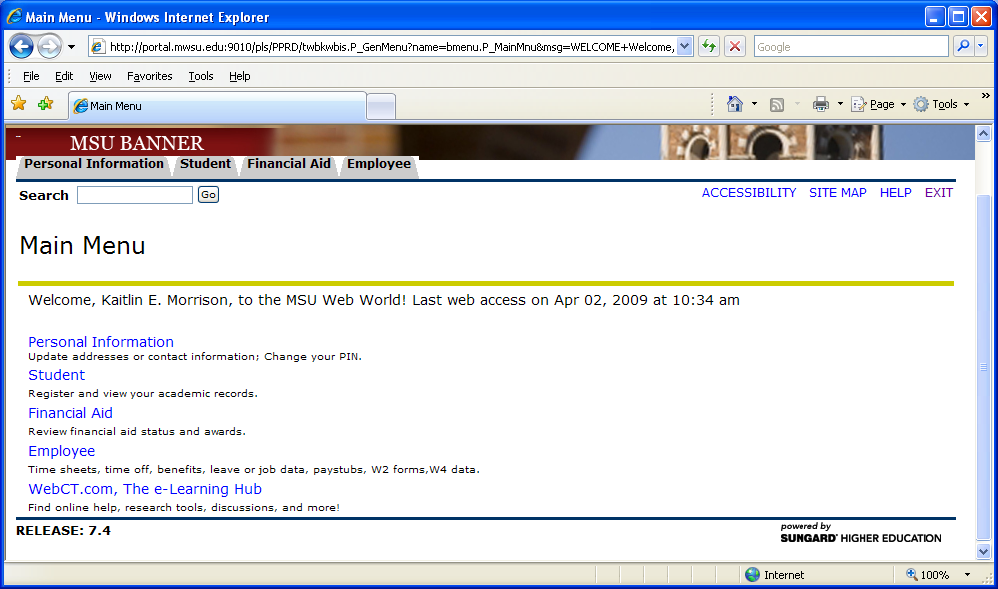 Main Menu - Windows Internet Explorer
http://portal.mwsu.edu:9010/pls/PPRD/twbkwbis.P_GenMenu?name=bmenu.P_MainMnu&msg=WELCOME+Welcome,
Google
File Edit View Favorites Tools Help
Main Menu
Page Tools
MSU BANNER
Personal Information Student Financial Aid Employee
Search Go ACCESSIBILITY SITE MAP HELP EXIT
Main Menu
Welcome, Kaitlin E. Morrison, to the MSU Web World! Last web access on Apr 02, 2009 at 10:34 am
Personal Information
Update addresses or contact information; Change your PIN.
Student
Register and view your academic records.
Financial Aid
Review financial aid status and awards.
Employee
Time sheets, time off, benefits, leave or job data, paystubs, W2 forms,W4 data.
WebCT.com, The e-Learning Hub
Find online help, research tools, discussions, and more!
RELEASE: 7.4
powered by
SUNGARD® HIGHER EDUCATION
Internet 100%